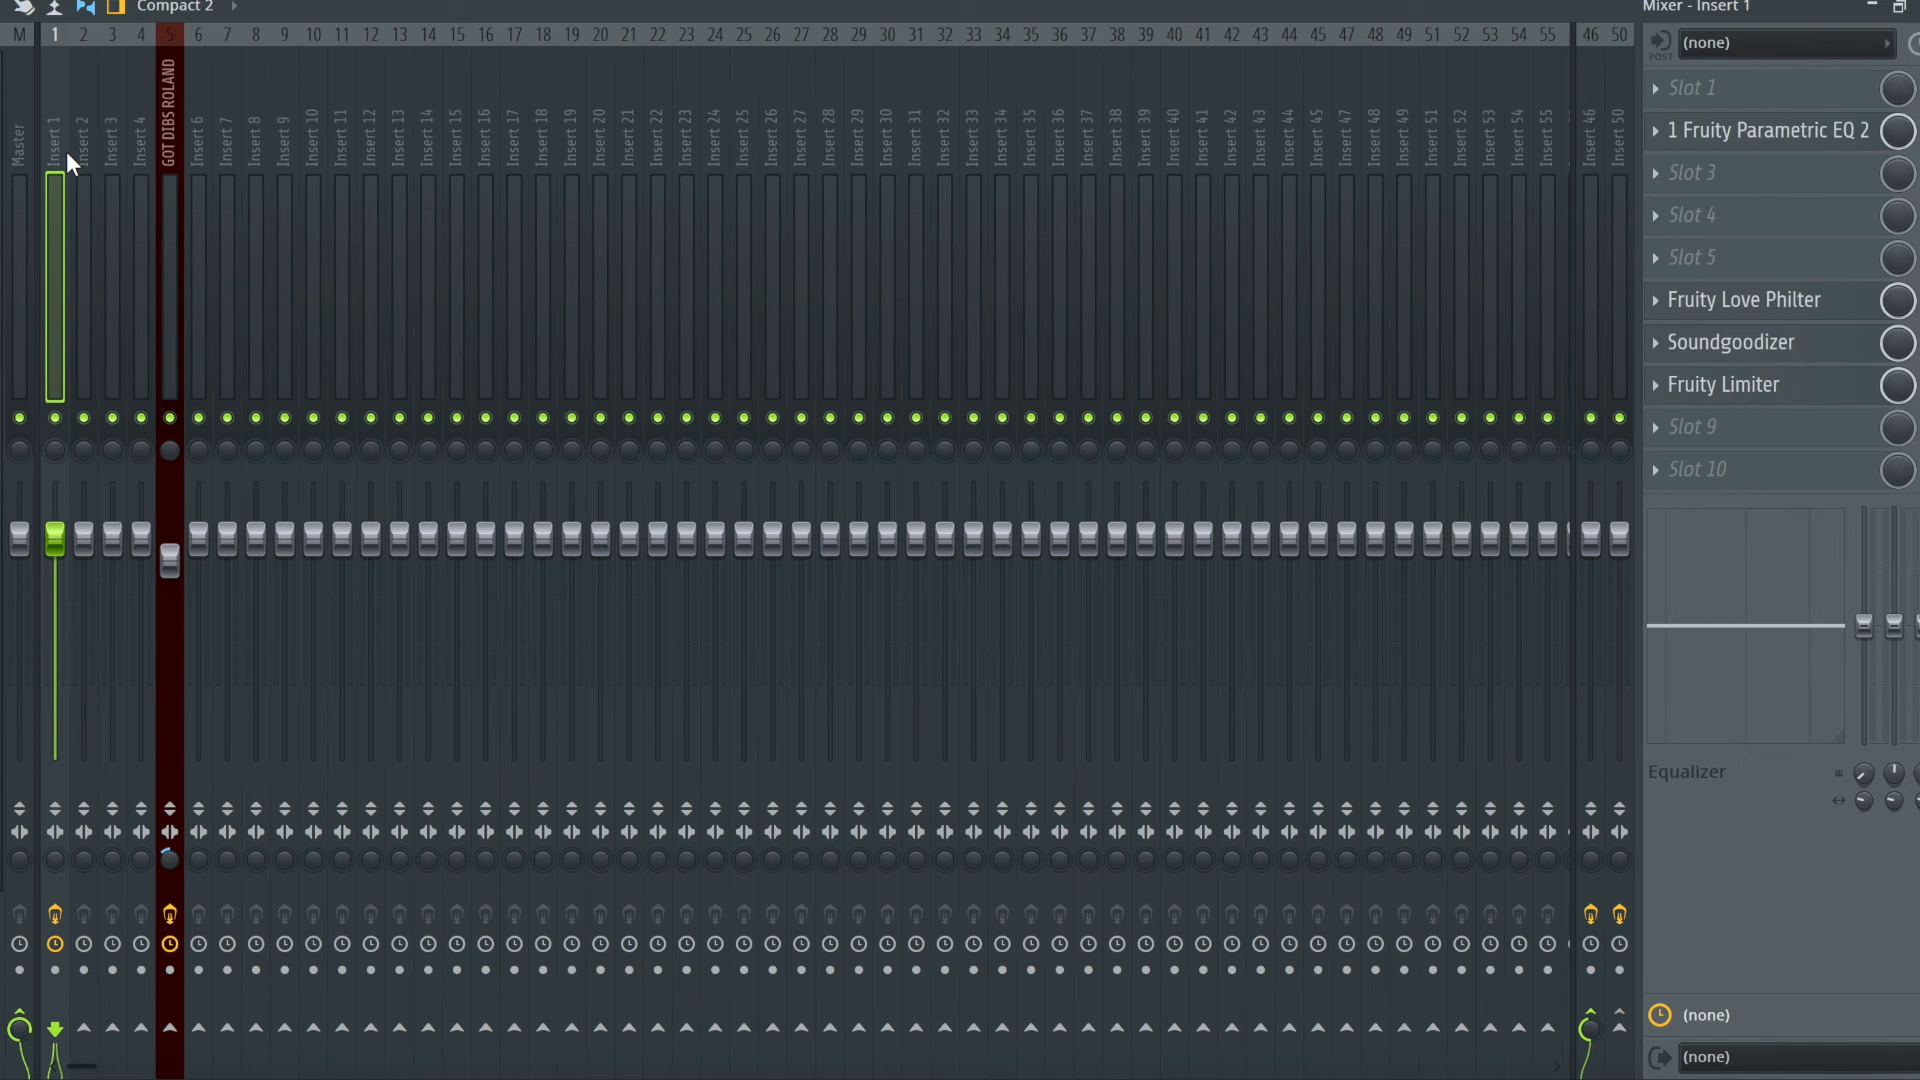 Compact 2
Mixer - Insert 1
M 1 2 3 4 5 6 7 8 9 10 11 12 13 14 15 16 17 18 19 20 21 22 23 24 25 26 27 28 29 30 31 32 33 34 35 36 37 38 39 40 41 42 43 44 45 47 48 49 51 52 53 54 55 46 50
Master
Insert 1
Insert 2
Insert 3
Insert 4
GOT DIBS ROLAND
Insert 6
Insert 7
Insert 8
Insert 9
Insert 10
Insert 11
Insert 12
Insert 13
Insert 14
Insert 15
Insert 16
Insert 17
Insert 18
Insert 19
Insert 20
Insert 21
Insert 22
Insert 23
Insert 24
Insert 25
Insert 26
Insert 27
Insert 28
Insert 29
Insert 30
Insert 31
Insert 32
Insert 33
Insert 34
Insert 35
Insert 36
Insert 37
Insert 38
Insert 39
Insert 40
Insert 41
Insert 42
Insert 43
Insert 44
Insert 45
Insert 47
Insert 48
Insert 49
Insert 51
Insert 52
Insert 53
Insert 54
Insert 55
Insert 46
Insert 50
(none)
POST
Slot 1
1 Fruity Parametric EQ 2
Slot 3
Slot 4
Slot 5
Fruity Love Philter
Soundgoodizer
Fruity Limiter
Slot 9
Slot 10
Equalizer
(none)
(none)